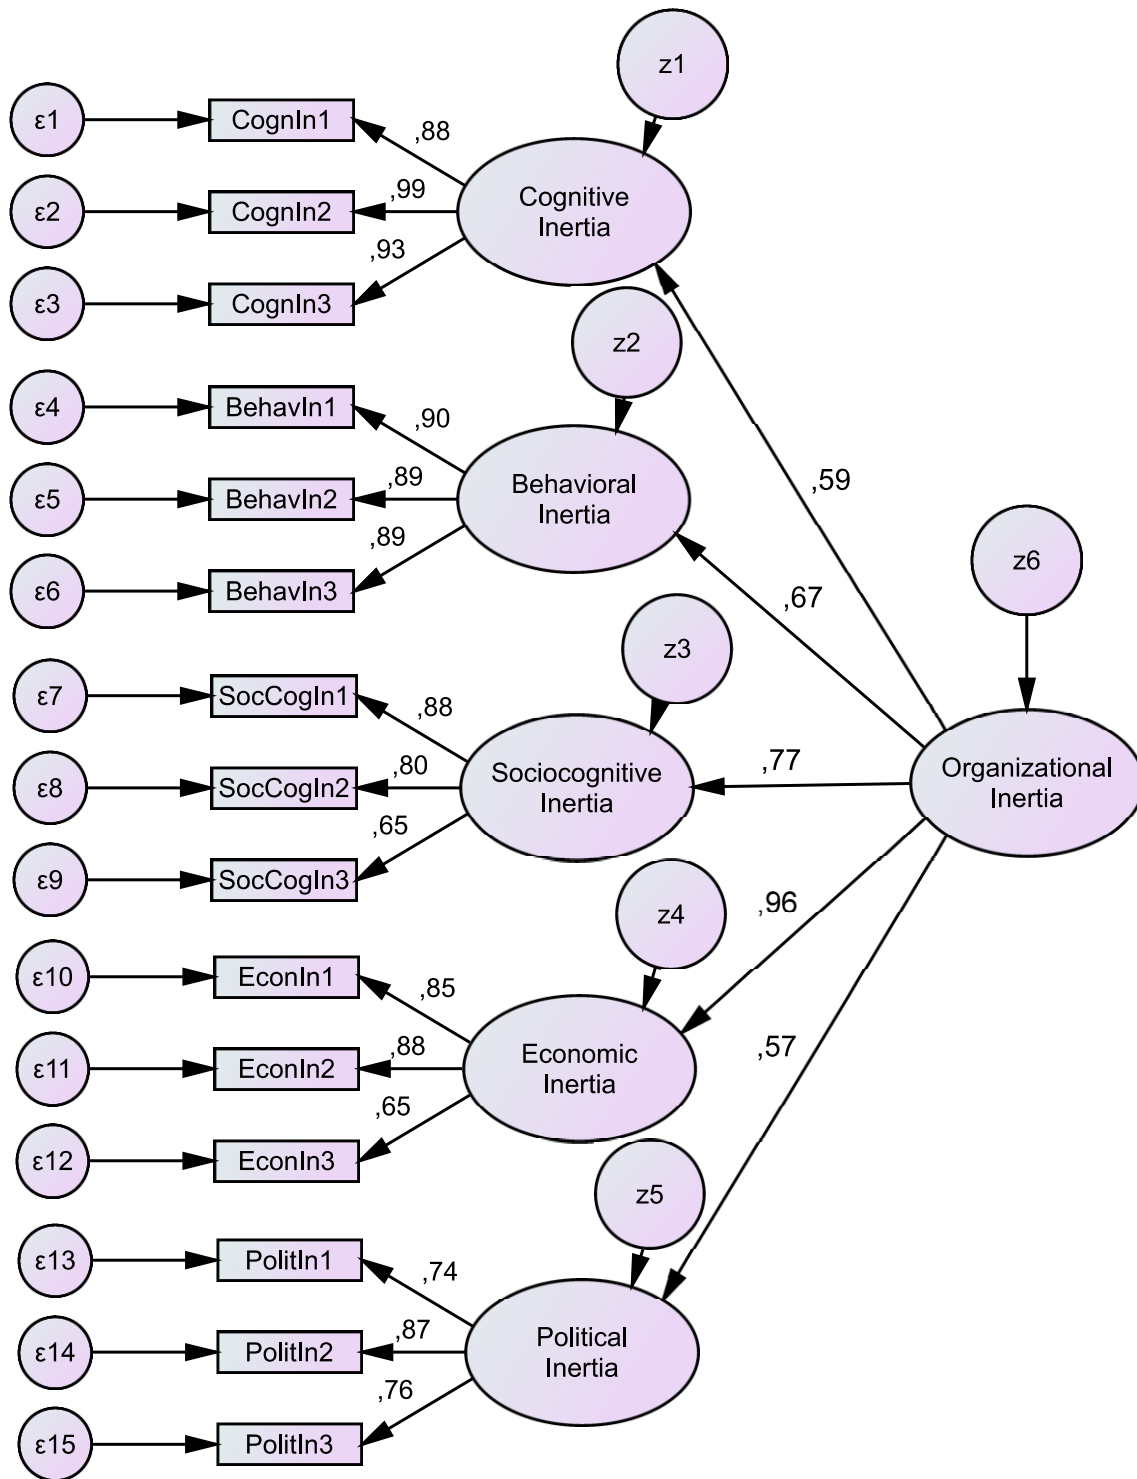 z1
ε1
CognIn1
,88
ε2
CognIn2
,99
Cognitive
Inertia
ε3
CognIn3
,93
z2
ε4
BehavIn1
,90
ε5
BehavIn2
,89
Behavioral
Inertia
ε6
BehavIn3
,89
,59
,67
z6
z3
ε7
SocCogIn1
,88
ε8
SocCogIn2
,80
Sociocognitive
Inertia
,77
Organizational
Inertia
ε9
SocCogIn3
,65
z4
,96
ε10
EconIn1
,85
ε11
EconIn2
,88
Economic
Inertia
,57
ε12
EconIn3
,65
z5
ε13
PolitIn1
,74
ε14
PolitIn2
,87
Political
Inertia
ε15
PolitIn3
,76